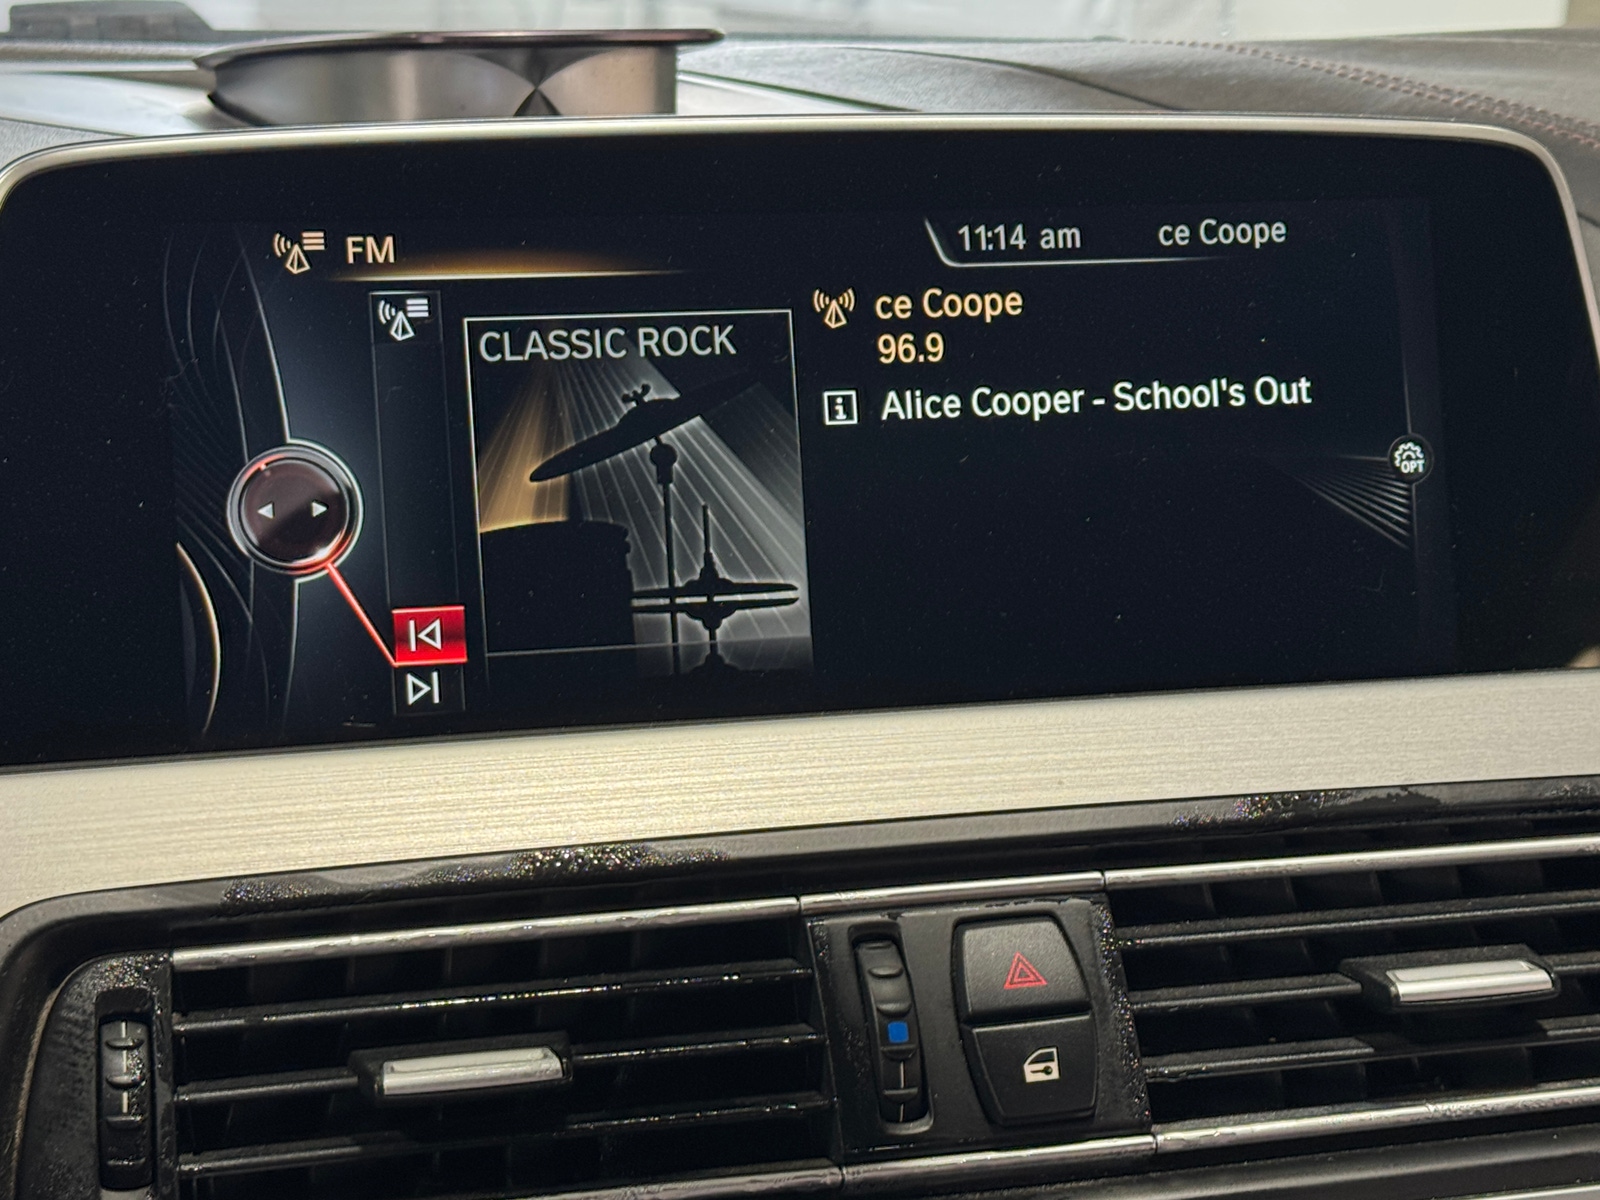 FM
11:14 am
ce Coope
CLASSIC ROCK
ce Coope
96.9
Alice Cooper - School's Out
OPT